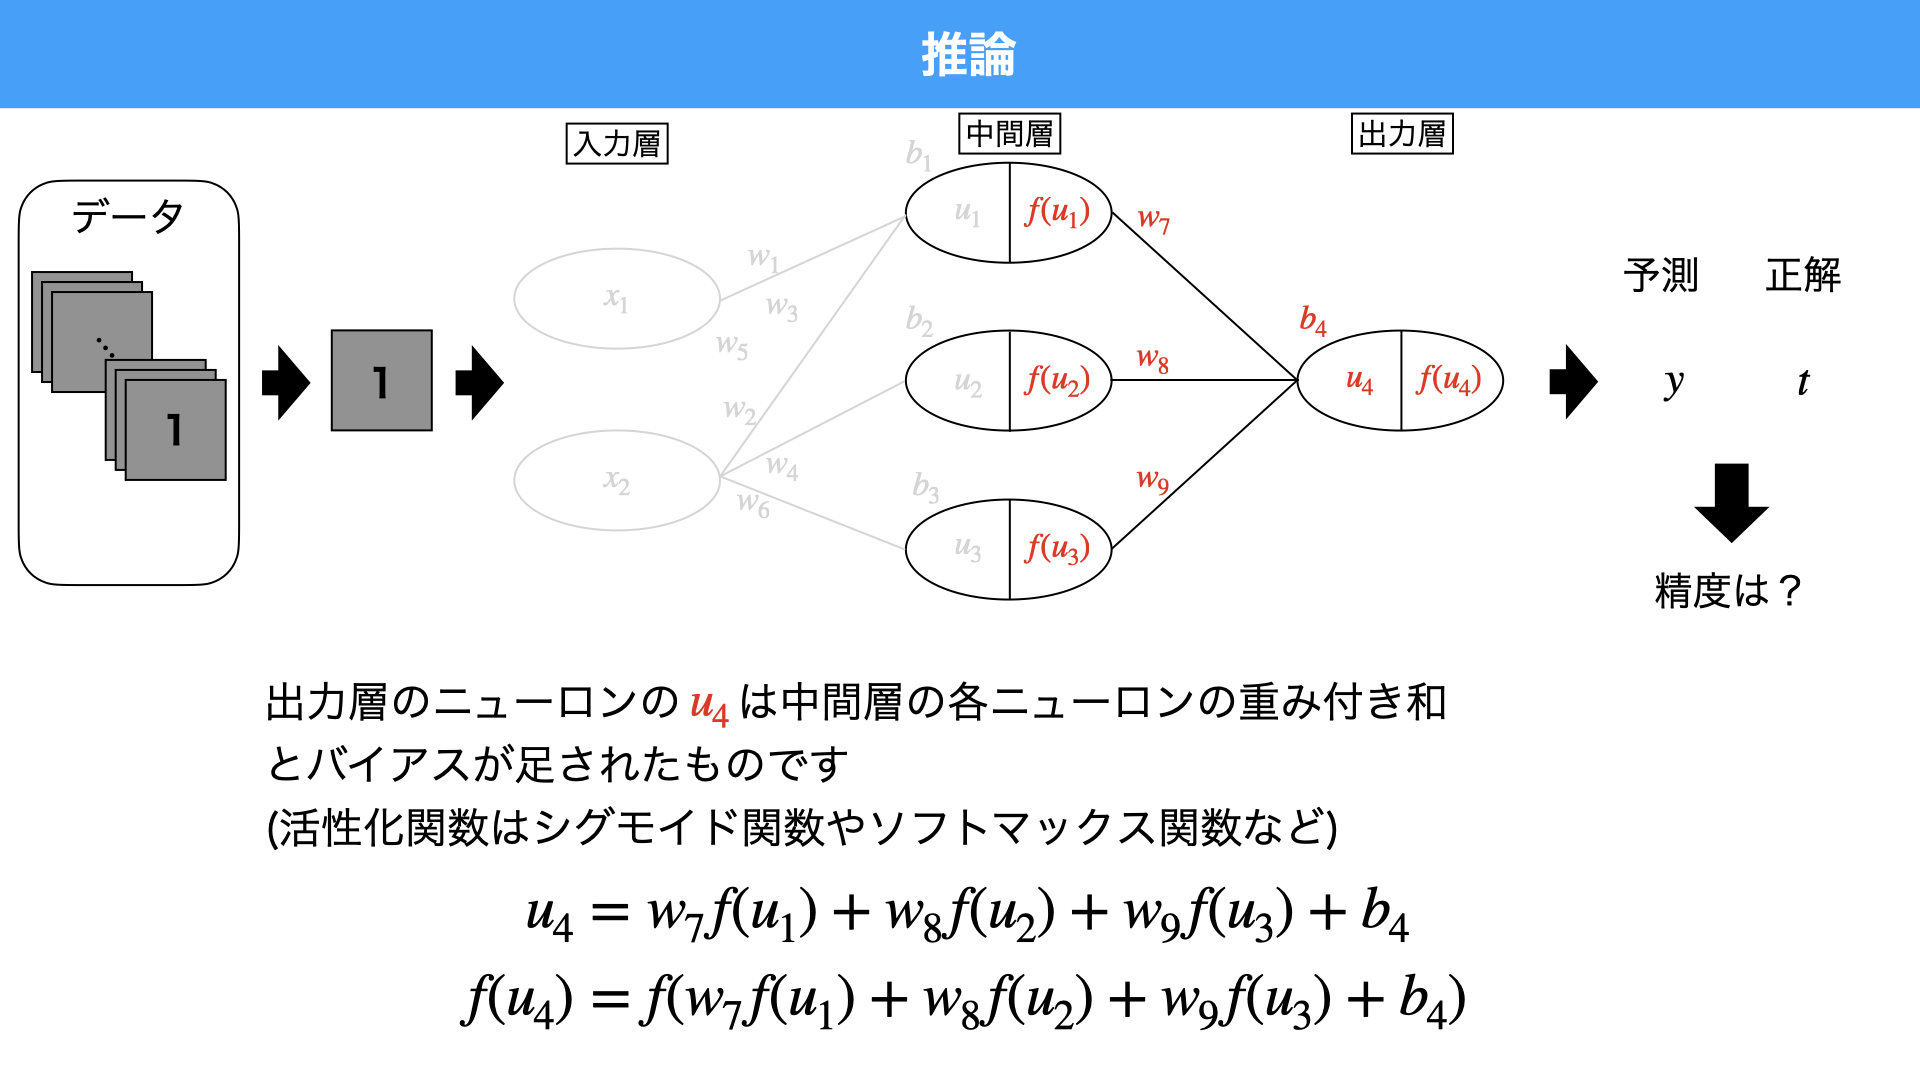 推論
入力層
中間層
出力層
データ
1
1
x₁
x₂
w₁
w₃
w₅
w₂
w₄
w₆
b₁
u₁ f(u₁)
b₂
u₂ f(u₂)
b₃
u₃ f(u₃)
w₇
w₈
w₉
b₄
u₄ f(u₄)
予測 正解
y t
精度は？
出力層のニューロンの u₄ は中間層の各ニューロンの重み付き和
とバイアスが足されたものです
(活性化関数はシグモイド関数やソフトマックス関数など)
u₄ = w₇f(u₁) + w₈f(u₂) + w₉f(u₃) + b₄
f(u₄) = f(w₇f(u₁) + w₈f(u₂) + w₉f(u₃) + b₄)